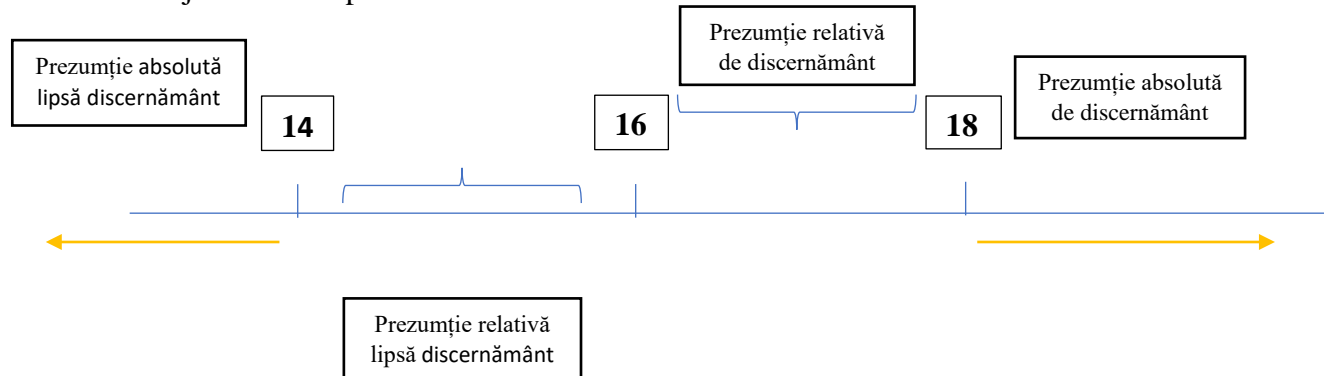 Prezumție relativă
de discernământ
Prezumție absolută
lipsă discernământ
Prezumție absolută
de discernământ
14
16
18
Prezumție relativă
lipsă discernământ